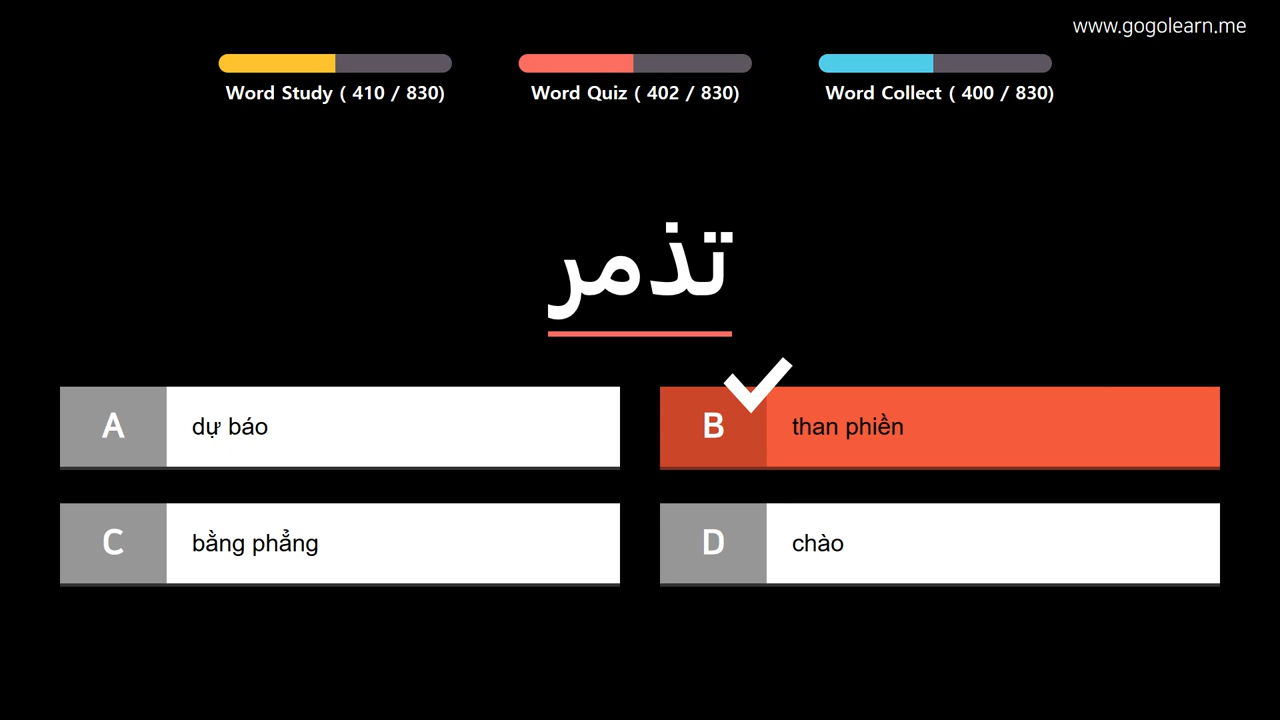 www.gogolearn.me
Word Study ( 410 / 830)
Word Quiz ( 402 / 830)
Word Collect ( 400 / 830)
تذمر
A dự báo
B than phiền
C bằng phẳng
D chào